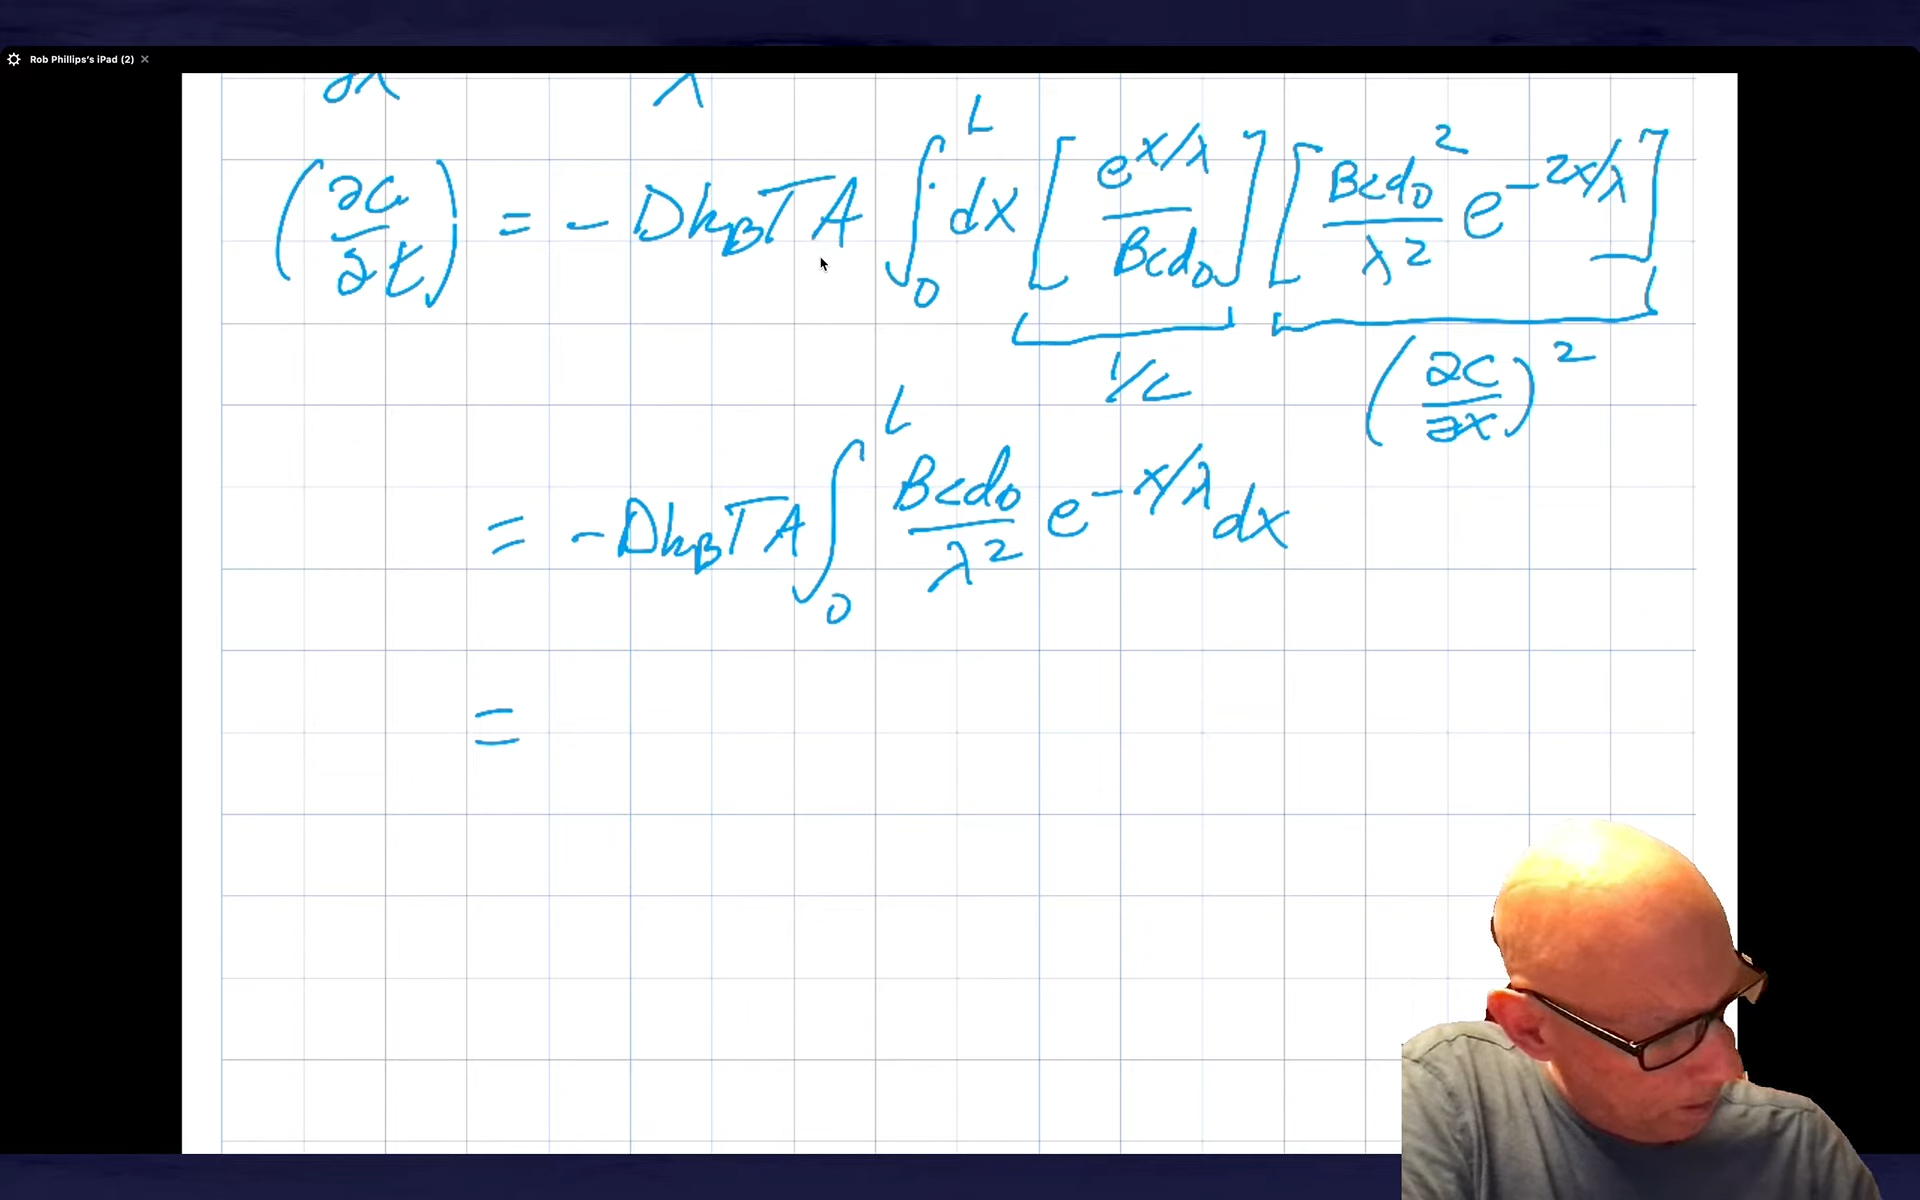 Rob Phillips's iPad (2) ×
∂x λ
(∂G/∂t) = - Dk_BTA ∫_0^L dx [e^{x/λ}/Bcd_0] [Bcd_0^2/λ^2 e^{-2x/λ}]
1/c (∂c/∂x)^2
= -Dk_BTA ∫_0^L Bcd_0/λ^2 e^{-x/λ} dx
=